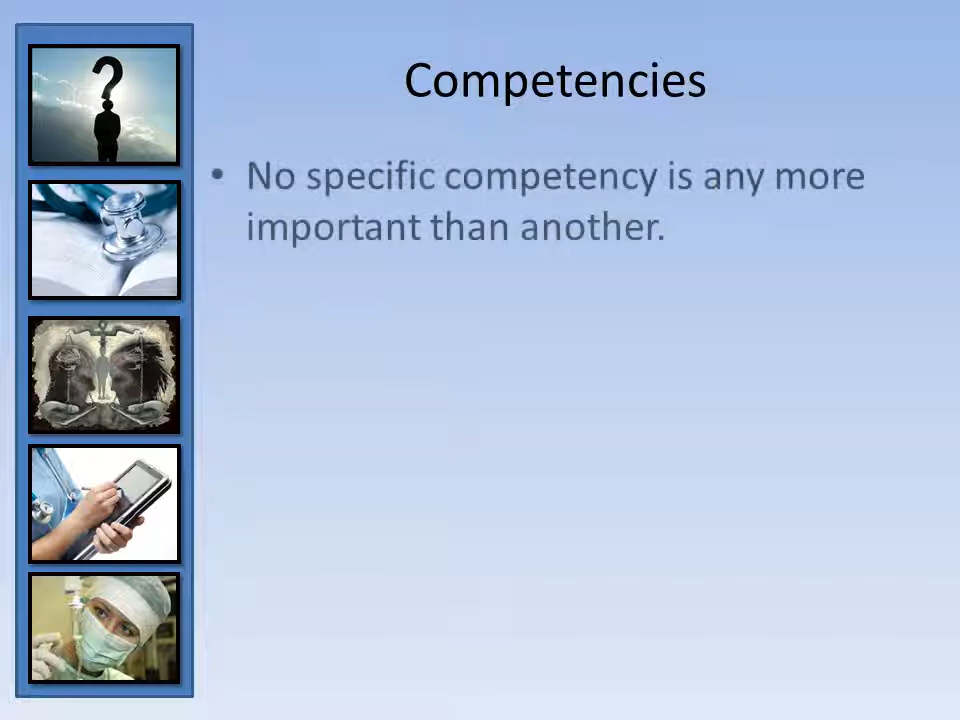 Competencies
• No specific competency is any more
important than another.